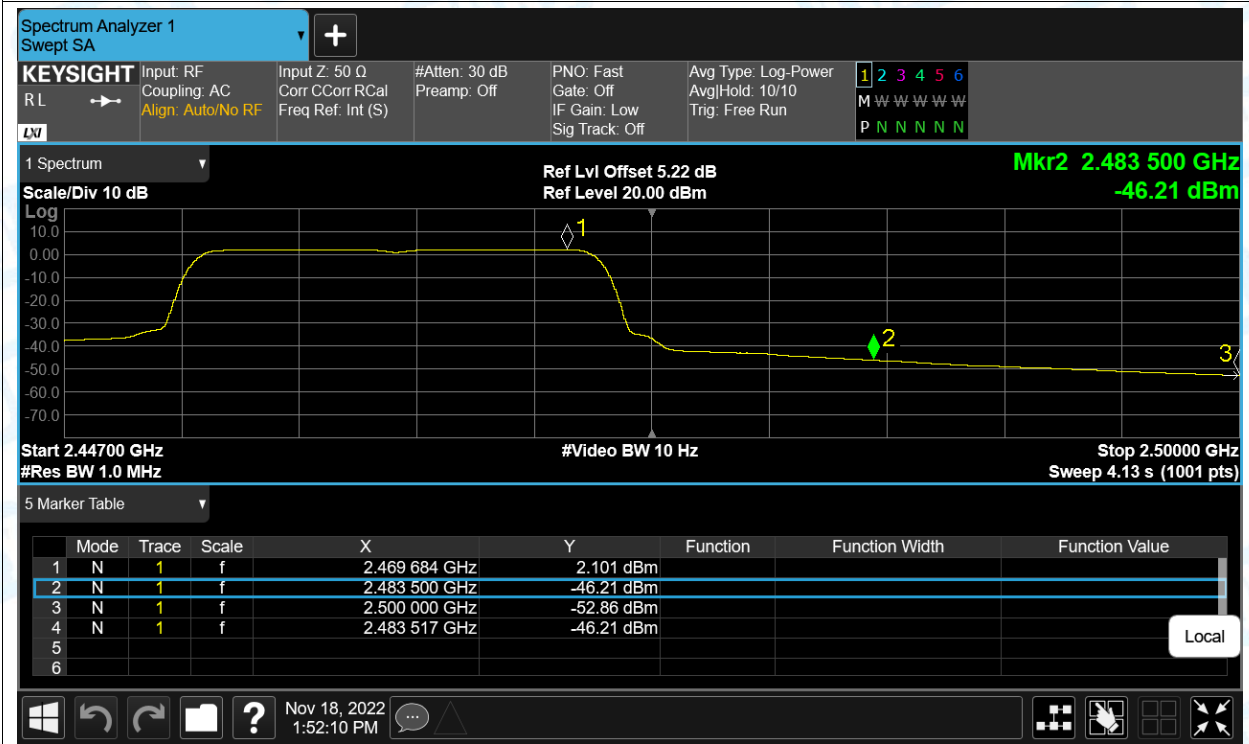 Spectrum Analyzer 1
Swept SA
+
KEYSIGHT
R L
LXI
Input: RF
Coupling: AC
Align: Auto/No RF
Input Z: 50 Ω
Corr CCorr RCal
Freq Ref: Int (S)
#Atten: 30 dB
Preamp: Off
PNO: Fast
Gate: Off
IF Gain: Low
Sig Track: Off
Avg Type: Log-Power
Avg|Hold: 10/10
Trig: Free Run
1 2 3 4 5 6
M W W W W W W
P N N N N N
1 Spectrum
Scale/Div 10 dB
Ref Lvl Offset 5.22 dB
Ref Level 20.00 dBm
Mkr2 2.483 500 GHz
-46.21 dBm
Log
10.0
0.00
-10.0
-20.0
-30.0
-40.0
-50.0
-60.0
-70.0
1
2
3
Start 2.44700 GHz
#Res BW 1.0 MHz
#Video BW 10 Hz
Stop 2.50000 GHz
Sweep 4.13 s (1001 pts)
5 Marker Table
Mode Trace Scale X Y Function Function Width Function Value
1 N 1 f 2.469 684 GHz 2.101 dBm
2 N 1 f 2.483 500 GHz -46.21 dBm
3 N 1 f 2.500 000 GHz -52.86 dBm
4 N 1 f 2.483 517 GHz -46.21 dBm
5
6
Local
?
Nov 18, 2022
1:52:10 PM